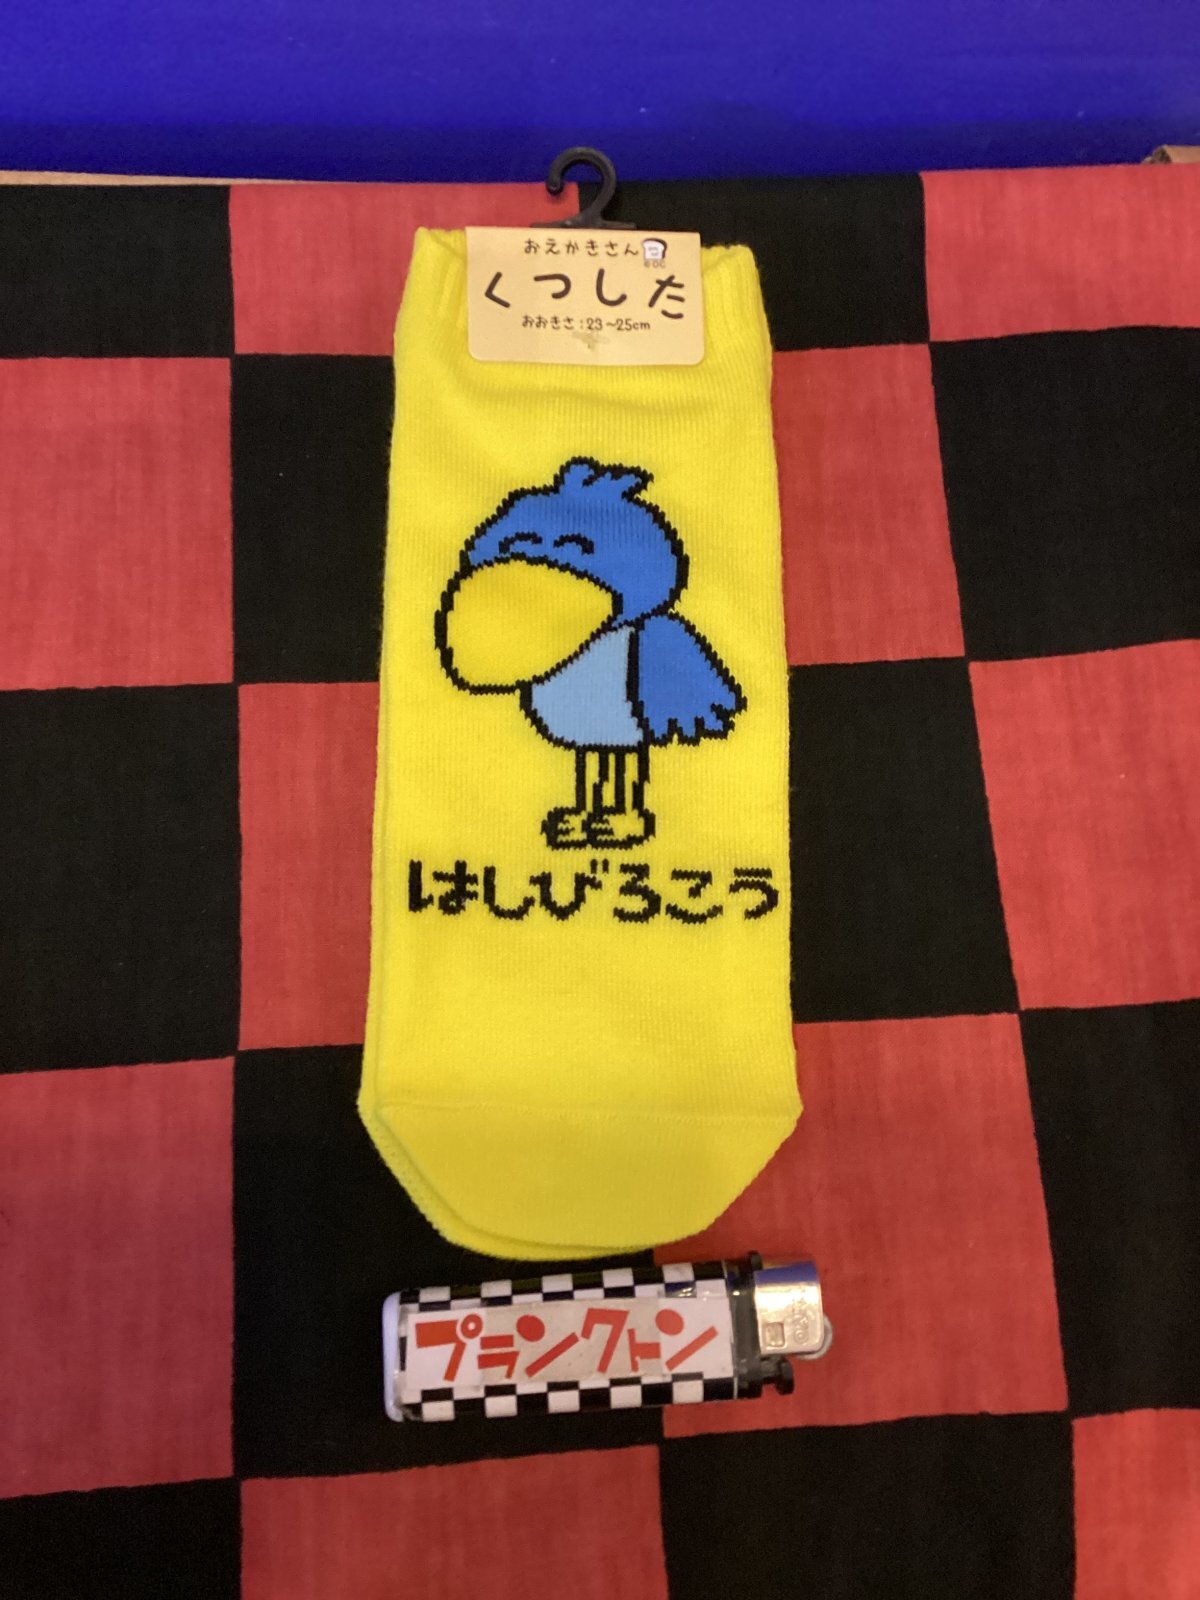 おえかきさん
くつした
おおきさ:23~25cm
はしびろこう
プランクトン